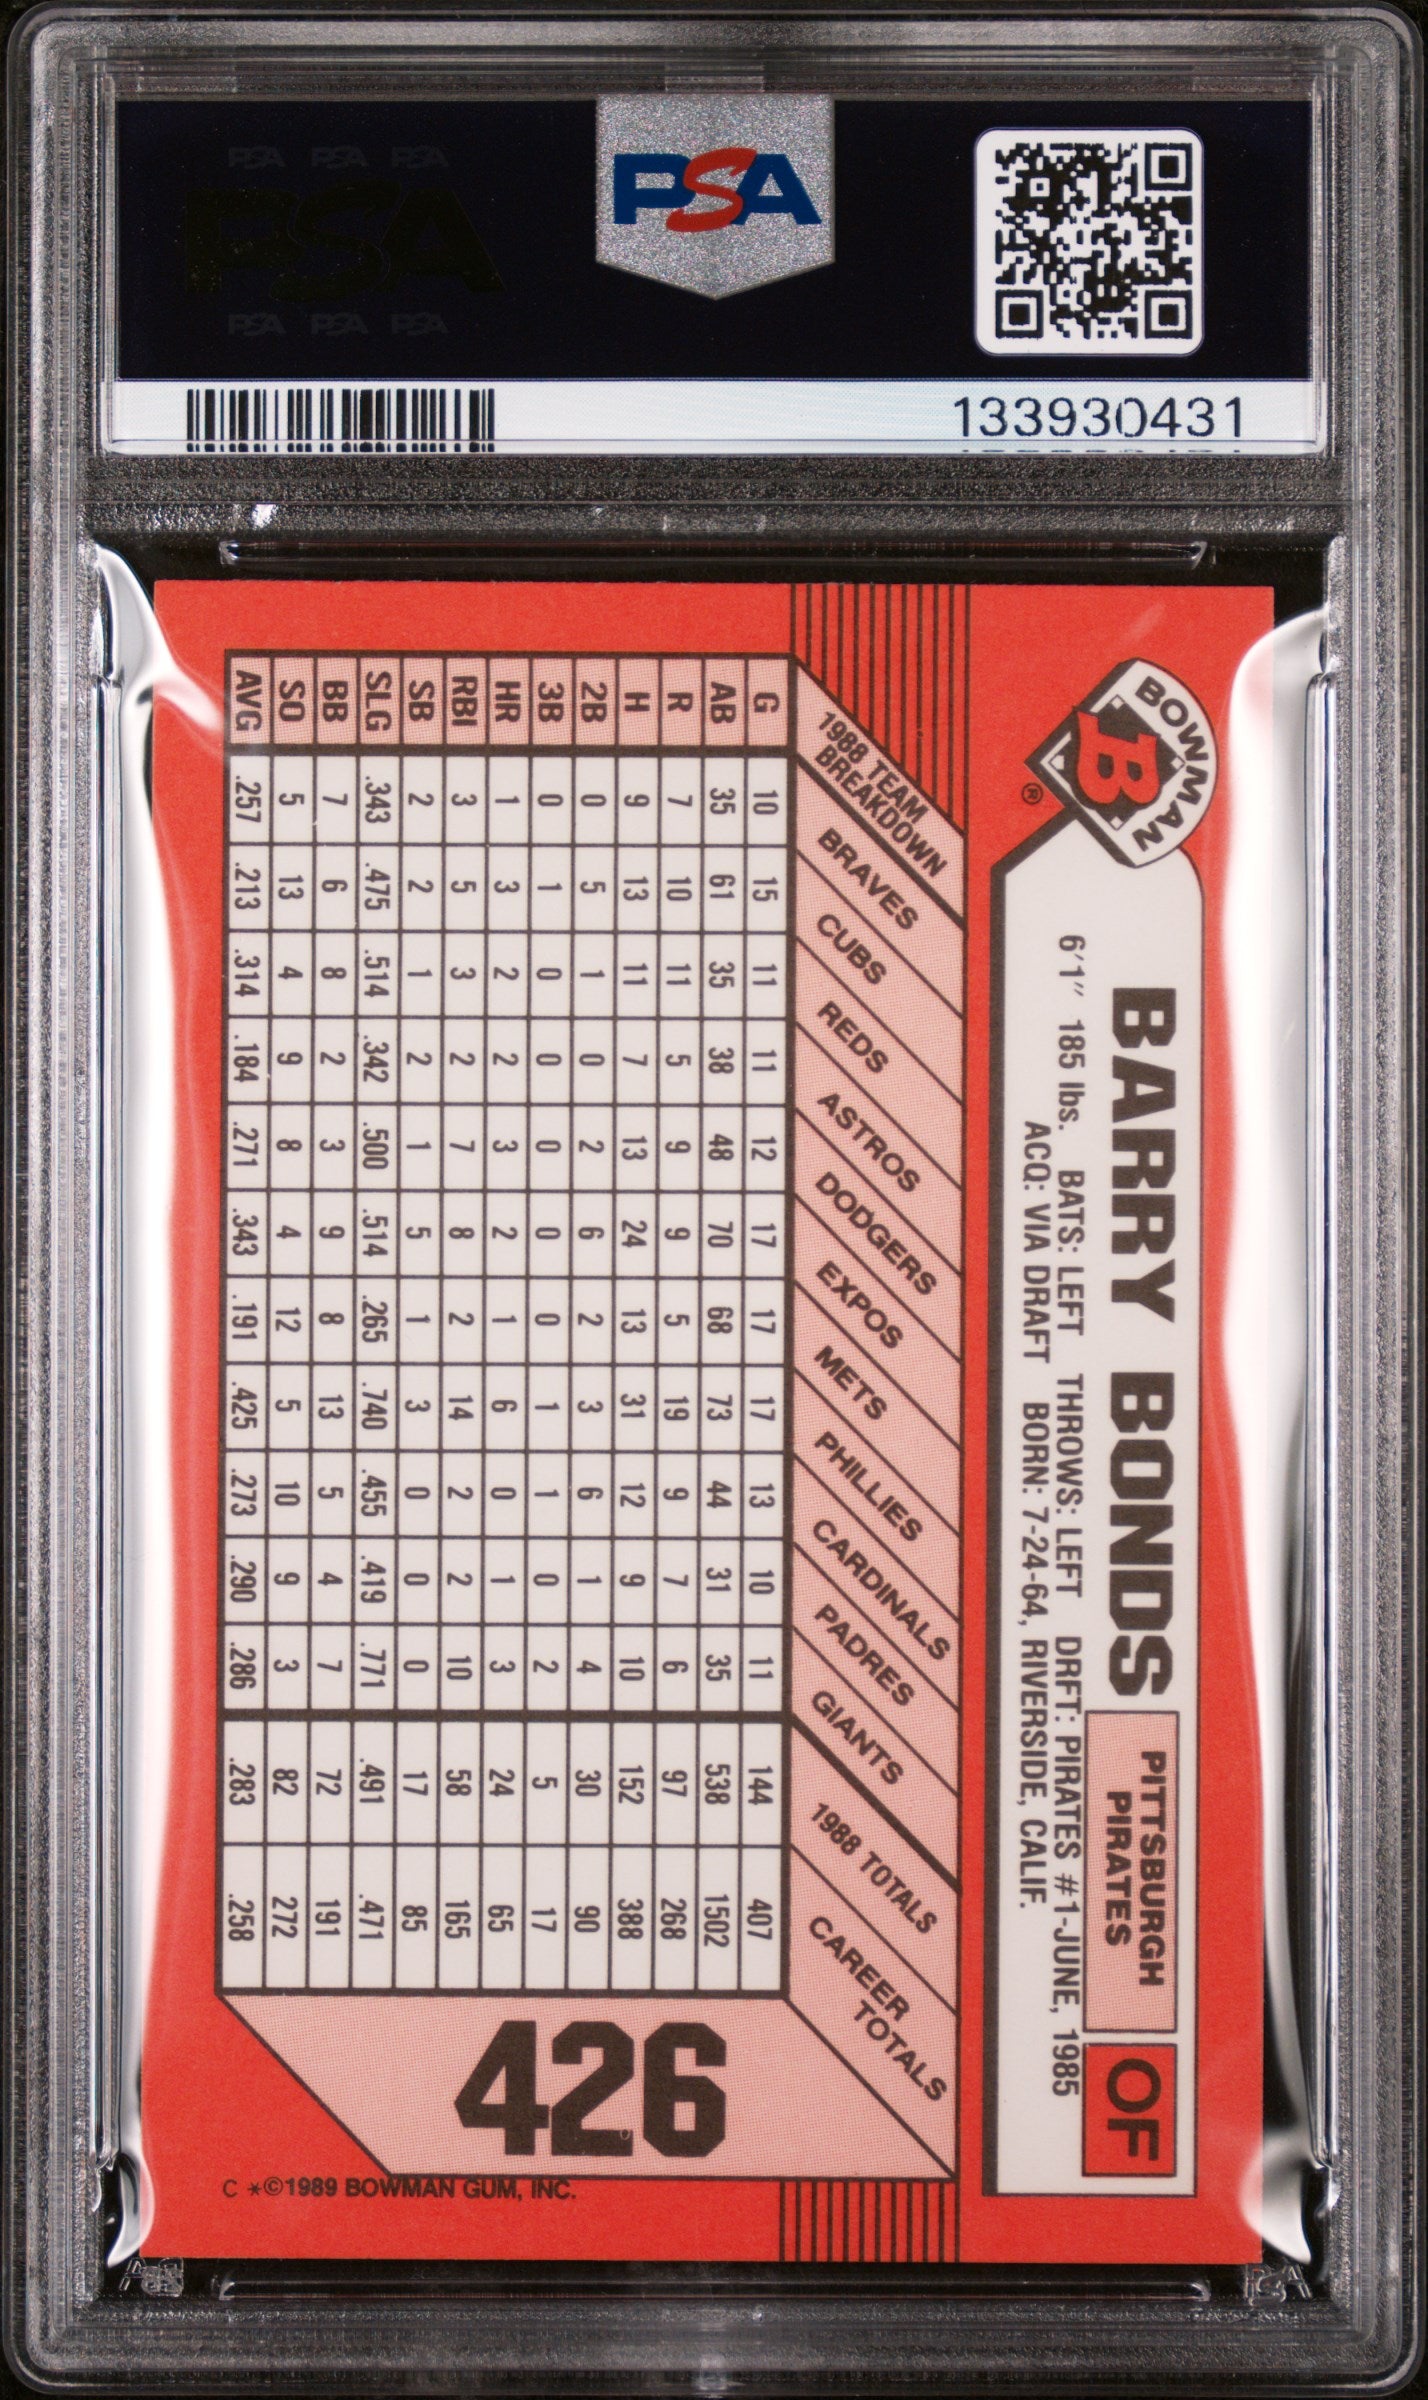 PSA PSA PSA
PSA
PSA PSA PSA
PSA
133930431
BOWMAN
B
®
BARRY BONDS
PITTSBURGH
PIRATES
OF
6'1" 185 lbs. BATS: LEFT THROWS: LEFT DRFT: PIRATES #1-JUNE, 1985
ACQ: VIA DRAFT BORN: 7-24-64, RIVERSIDE, CALIF.
1988 TEAM
BREAKDOWN
BRAVES
CUBS
REDS
ASTROS
DODGERS
EXPOS
METS
PHILLIES
CARDINALS
PADRES
GIANTS
1988 TOTALS
CAREER
TOTALS
G 10 15 11 11 12 17 17 17 13 10 11 144 407
AB 35 61 35 38 48 70 68 73 44 31 35 538 1502
R 7 10 11 5 9 9 5 19 9 7 6 97 268
H 9 13 11 7 13 24 13 31 12 9 10 152 388
2B 0 5 1 0 2 6 2 3 6 1 4 30 90
3B 0 1 0 0 0 0 0 1 1 0 2 5 17
HR 1 3 2 2 3 2 1 6 0 1 3 24 65
RBI 3 5 3 2 7 8 2 14 2 2 10 58 165
SB 2 2 1 2 1 5 1 3 0 0 0 17 85
SLG .343 .475 .514 .342 .500 .514 .265 .740 .455 .419 .771 .491 .471
BB 7 6 8 2 3 9 8 13 5 4 7 72 191
SO 5 13 4 9 8 4 12 5 10 9 3 82 272
AVG .257 .213 .314 .184 .271 .343 .191 .425 .273 .290 .286 .283 .258
426
C *©1989 BOWMAN GUM, INC.
PSA
PSA